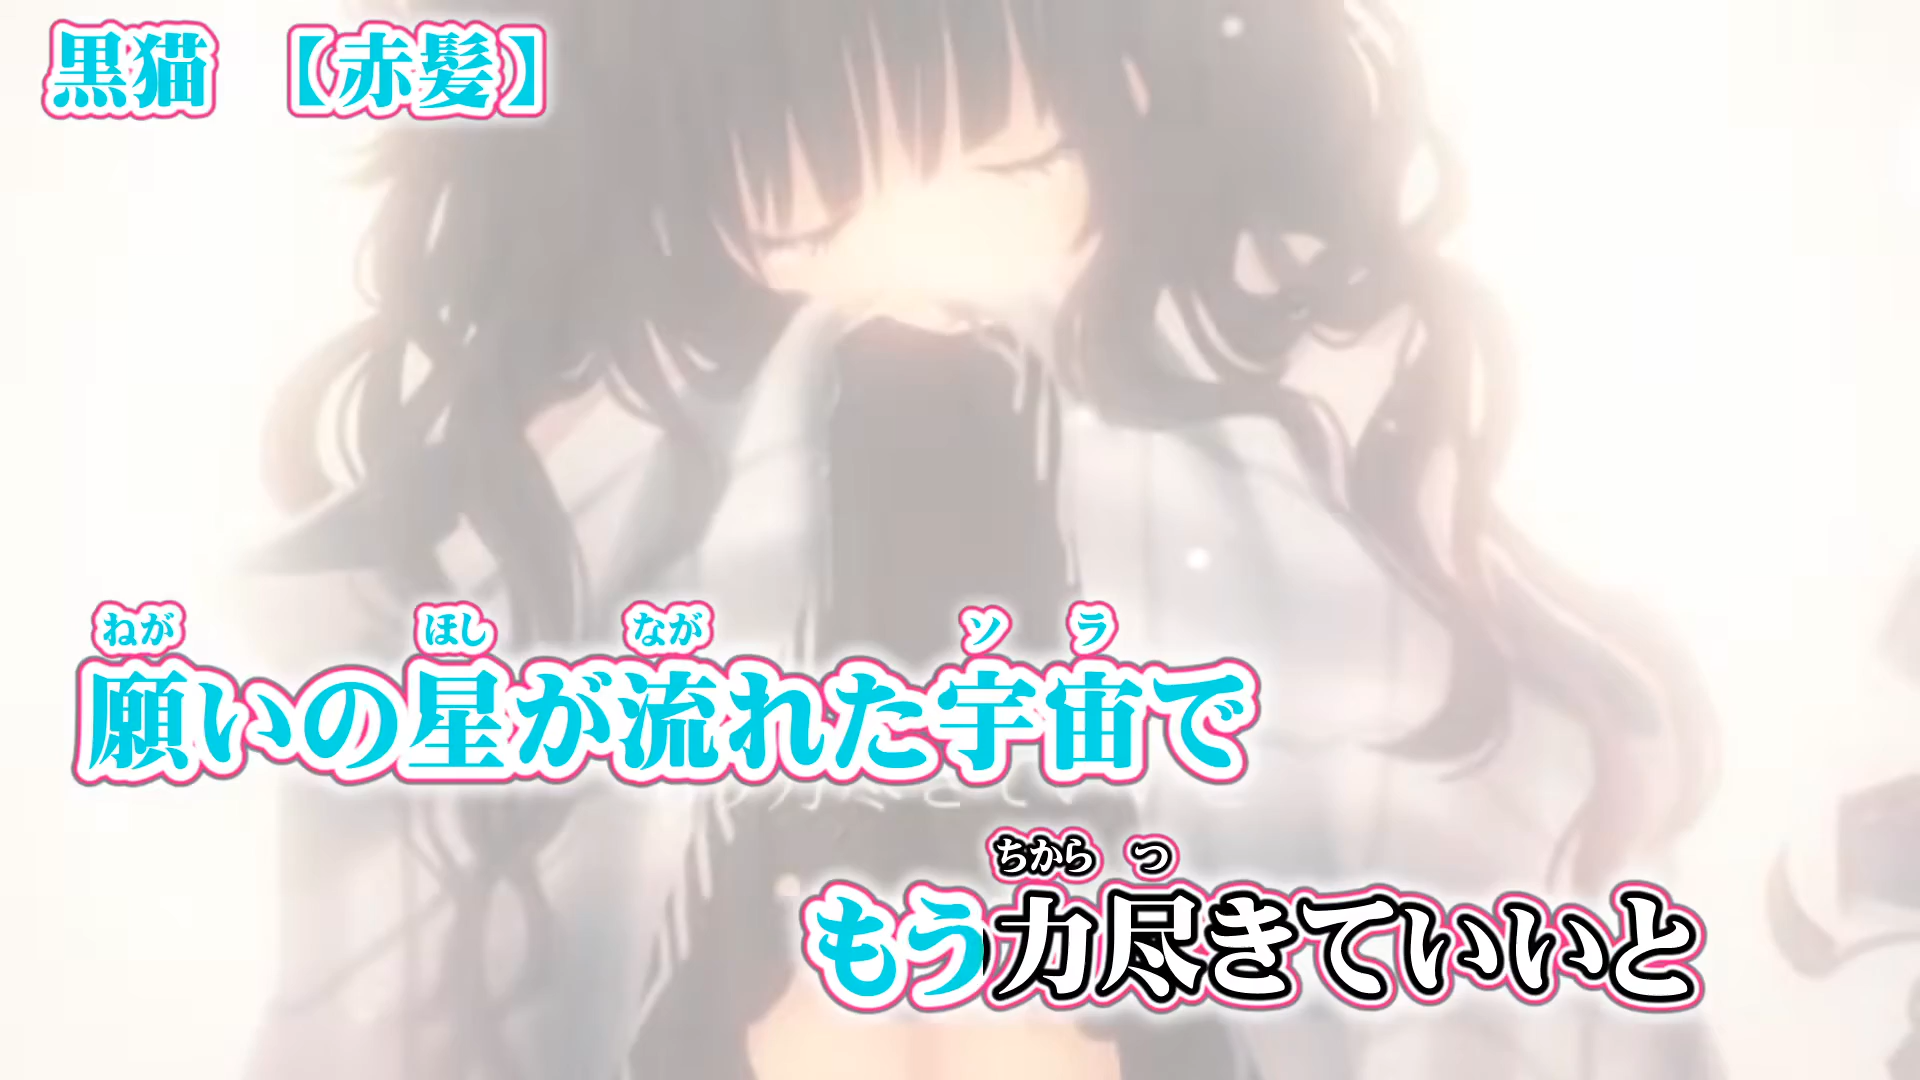 黒猫　【赤髪】
ねが ほし なが ソ ラ
願いの星が流れた宇宙で
ちから つ
もう力尽きていいと